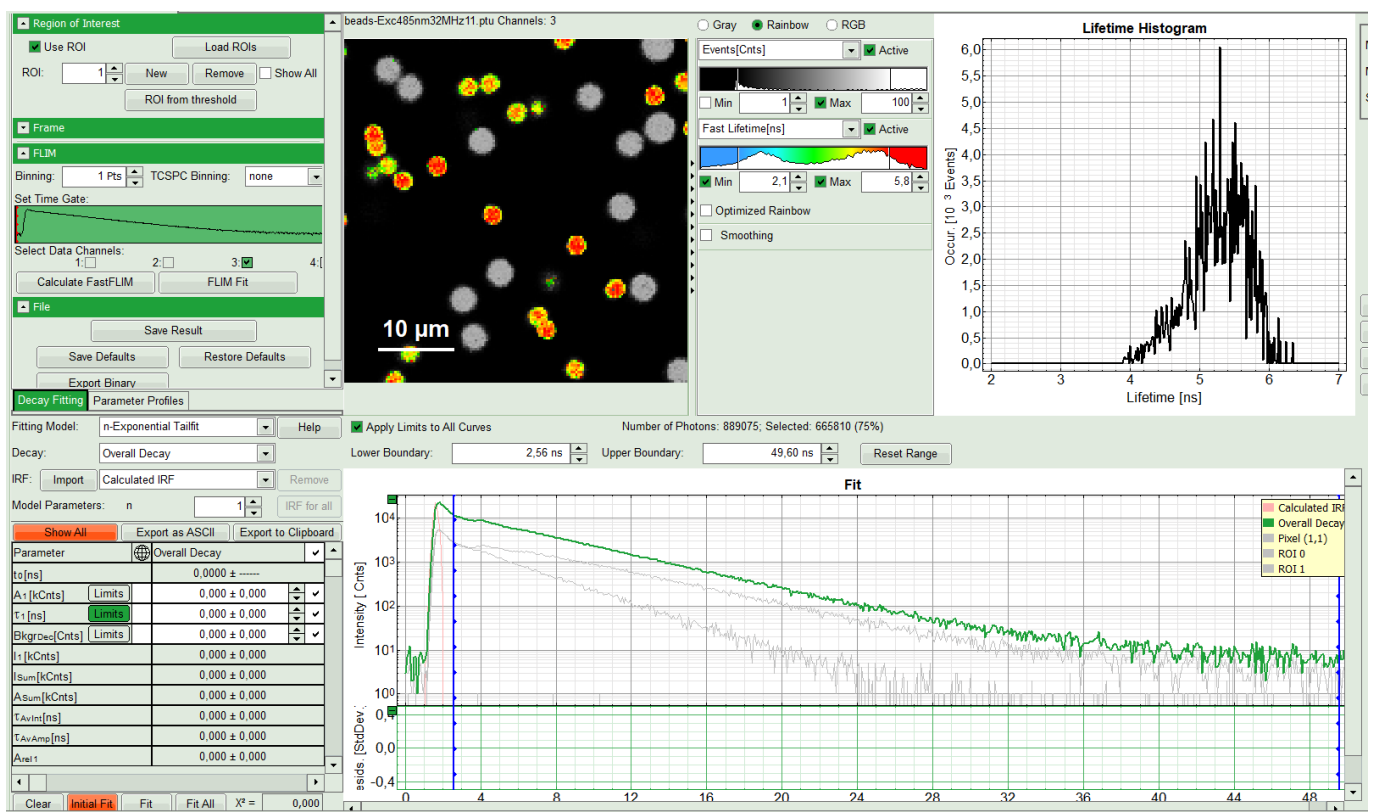 Region of Interest
Use ROI
Load ROIs
ROI: 1 New Remove Show All
ROI from threshold
Frame
FLIM
Binning: 1 Pts TCSPC Binning: none
Set Time Gate:
Select Data Channels:
1: 2: 3: 4:
Calculate FastFLIM FLIM Fit
File
Save Result
Save Defaults Restore Defaults
Export Binary
beads-Exc485nm32MHz11.ptu Channels: 3
10 µm
Gray Rainbow RGB
Events[Cnts] Active
Min 1 Max 100
Fast Lifetime[ns] Active
Min 2,1 Max 5,8
Optimized Rainbow
Smoothing
Lifetime Histogram
Occur. [10 3 Events]
6,0
5,5
5,0
4,5
4,0
3,5
3,0
2,5
2,0
1,5
1,0
0,5
0,0
2 3 4 5 6 7
Lifetime [ns]
Decay Fitting Parameter Profiles
Fitting Model: n-Exponential Tailfit Help
Decay: Overall Decay
IRF: Import Calculated IRF Remove
Model Parameters: n 1 IRF for all
Show All Export as ASCII Export to Clipboard
Parameter Overall Decay
t0[ns] 0,0000 ± ------
A1[kCnts] Limits 0,000 ± 0,000
τ1[ns] Limits 0,000 ± 0,000
BkgrDec[Cnts] Limits 0,000 ± 0,000
I1[kCnts] 0,000 ± 0,000
ISum[kCnts] 0,000 ± 0,000
ASum[kCnts] 0,000 ± 0,000
τAvInt[ns] 0,000 ± 0,000
τAvAmp[ns] 0,000 ± 0,000
Arel1 0,000 ± 0,000
Clear Initial Fit Fit Fit All Χ² = 0,000
Apply Limits to All Curves Number of Photons: 889075; Selected: 665810 (75%)
Lower Boundary: 2,56 ns Upper Boundary: 49,60 ns Reset Range
Fit
Intensity [ Cnts]
10⁴
10³
10²
10¹
10⁰
Calculated IRF
Overall Decay
Pixel (1,1)
ROI 0
ROI 1
esids. [StdDev.
0,4
0,0
-0,4
0 4 8 12 16 20 24 28 32 36 40 44 48